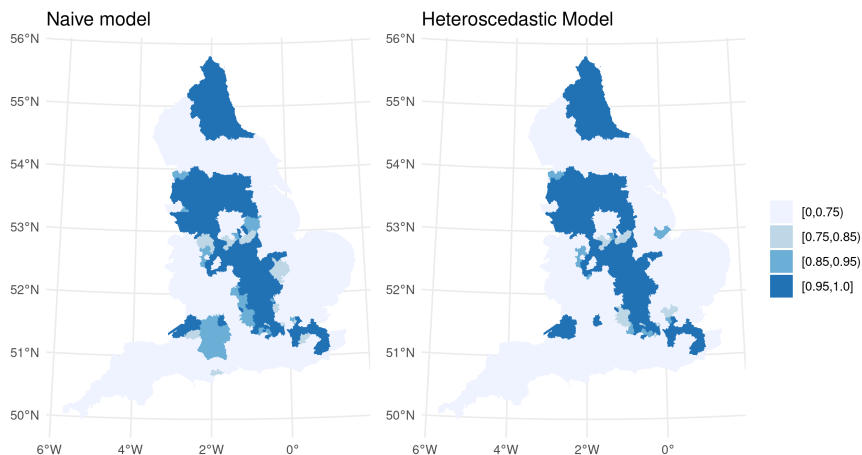 Naive model
Heteroscedastic Model
56°N
55°N
54°N
53°N
52°N
51°N
50°N
6°W 4°W 2°W 0°
56°N
55°N
54°N
53°N
52°N
51°N
50°N
6°W 4°W 2°W 0°
[0,0.75)
[0.75,0.85)
[0.85,0.95)
[0.95,1.0]